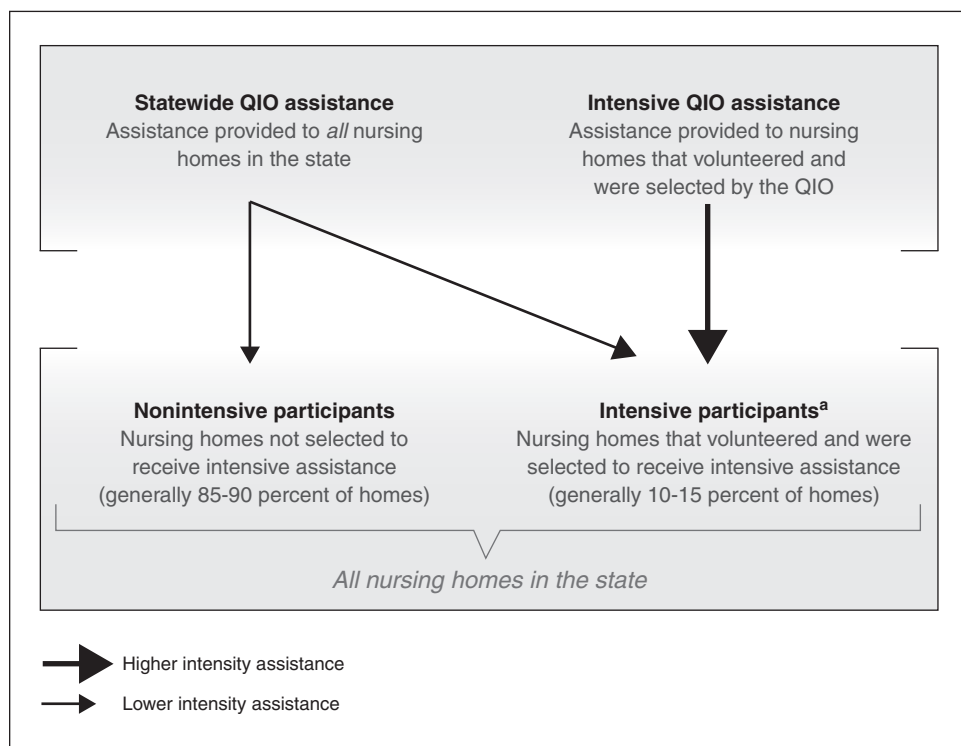 Statewide QIO assistance
Assistance provided to all nursing
homes in the state
Intensive QIO assistance
Assistance provided to nursing
homes that volunteered and
were selected by the QIO
Nonintensive participants
Nursing homes not selected to
receive intensive assistance
(generally 85-90 percent of homes)
Intensive participantsa
Nursing homes that volunteered and were
selected to receive intensive assistance
(generally 10-15 percent of homes)
All nursing homes in the state
Higher intensity assistance
Lower intensity assistance